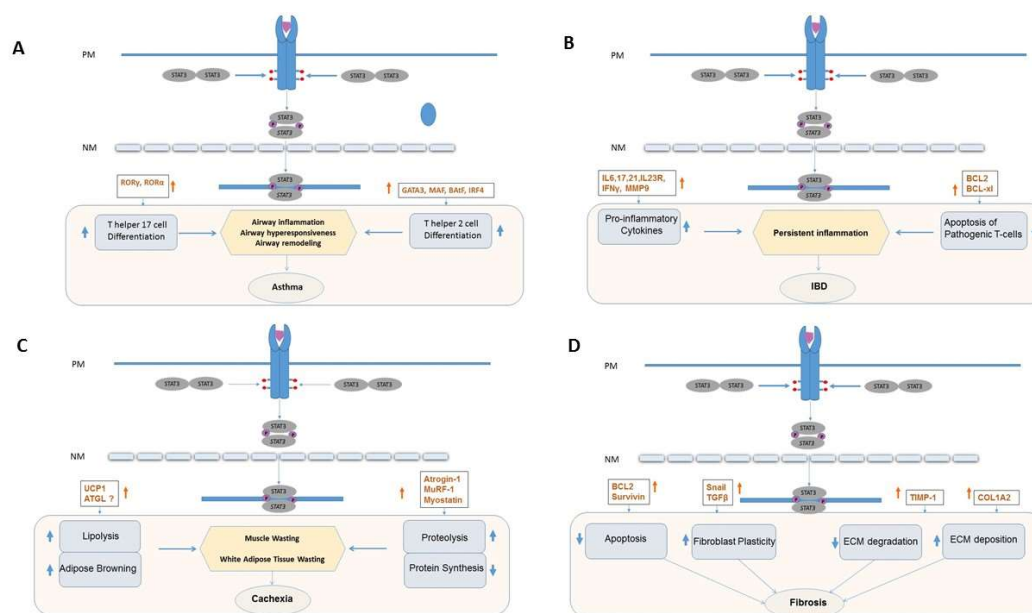 A
PM
STAT3 STAT3
STAT3 STAT3
STAT3
P P
STAT3
NM
RORγ, RORα
STAT3
P P
STAT3
GATA3, MAF, BAtF, IRF4
T helper 17 cell
Differentiation
Airway inflammation
Airway hyperesponsiveness
Airway remodeling
T helper 2 cell
Differentiation
Asthma
B
PM
STAT3 STAT3
STAT3 STAT3
STAT3
P P
STAT3
NM
IL6,17,21,IL23R,
IFNγ, MMP9
STAT3
P P
STAT3
BCL2
BCL-xl
Pro-inflammatory
Cytokines
Persistent inflammation
Apoptosis of
Pathogenic T-cells
IBD
C
PM
STAT3 STAT3
STAT3 STAT3
STAT3
P P
STAT3
NM
UCP1
ATGL ?
STAT3
P P
STAT3
Atrogin-1
MuRF-1
Myostatin
Lipolysis
Adipose Browning
Muscle Wasting
White Adipose Tissue Wasting
Proteolysis
Protein Synthesis
Cachexia
D
PM
STAT3 STAT3
STAT3 STAT3
STAT3
P P
STAT3
NM
BCL2
Survivin
Snail
TGFβ
STAT3
P P
STAT3
TIMP-1
COL1A2
Apoptosis
Fibroblast Plasticity
ECM degradation
ECM deposition
Fibrosis